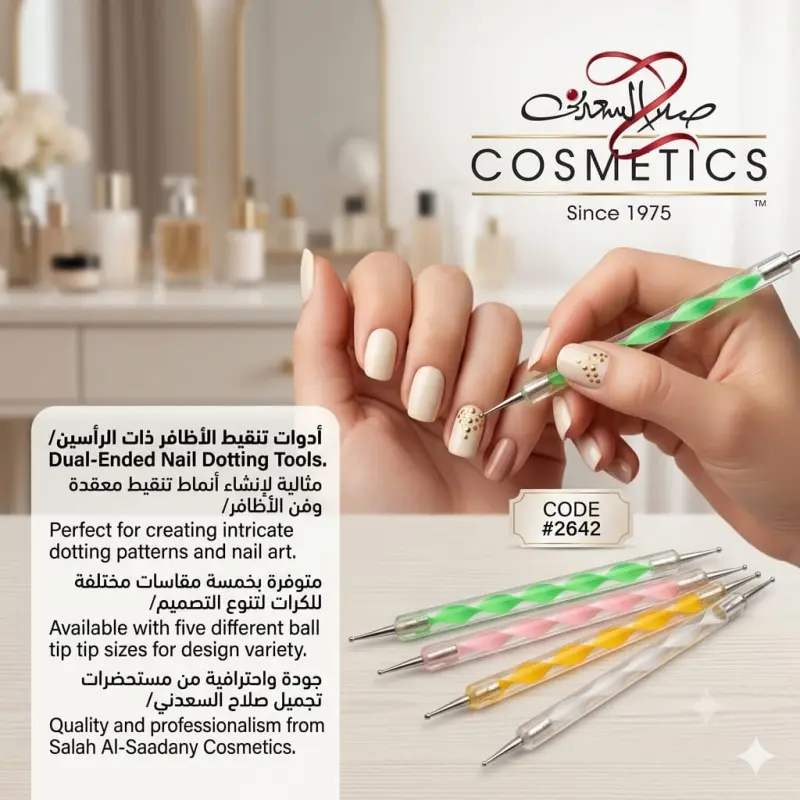 صلاح السعدني
COSMETICS
Since 1975
TM
أدوات تنقيط الأظافر ذات الرأسين/
Dual-Ended Nail Dotting Tools.
مثالية لإنشاء أنماط تنقيط معقدة
وفن الأظافر/
Perfect for creating intricate
dotting patterns and nail art.
متوفرة بخمسة مقاسات مختلفة
للكرات لتنوع التصميم/
Available with five different ball
tip tip sizes for design variety.
جودة واحترافية من مستحضرات
تجميل صلاح السعدني/
Quality and professionalism from
Salah Al-Saadany Cosmetics.
CODE
#2642